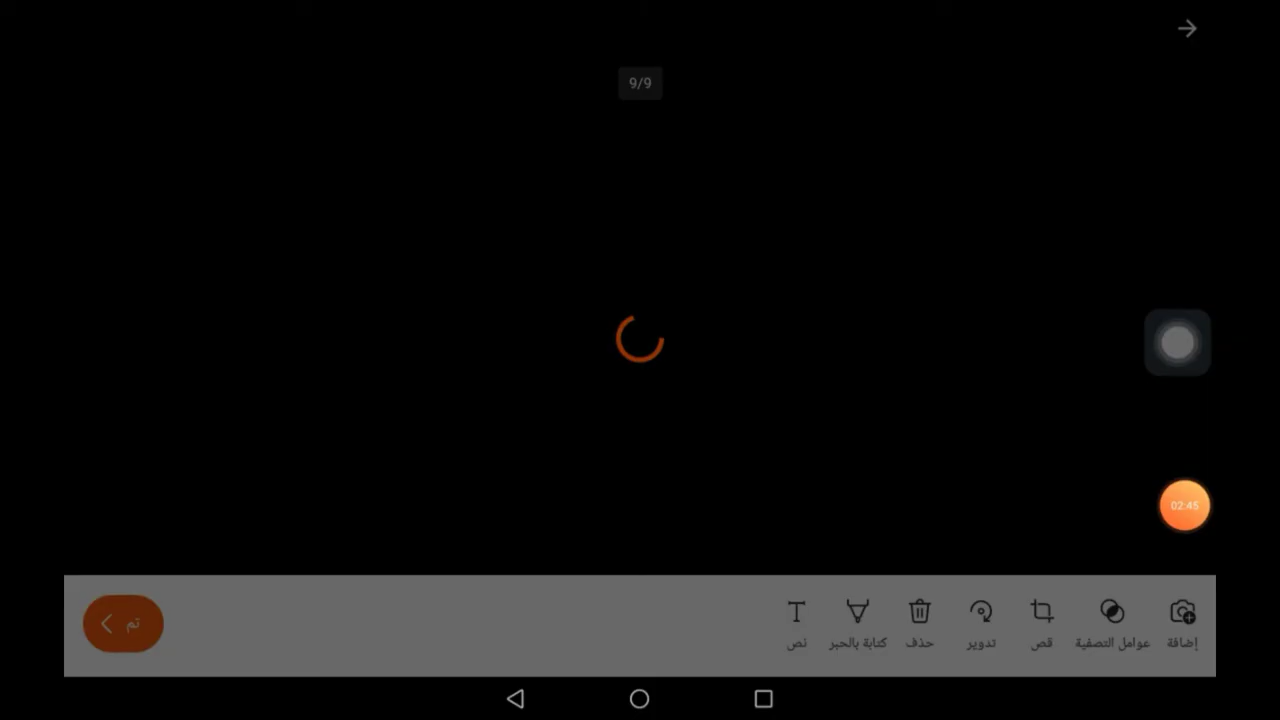 9/9
02:45
إضافة
عوامل التصفية
قص
تدوير
حذف
كتابة بالحبر
نص
تم